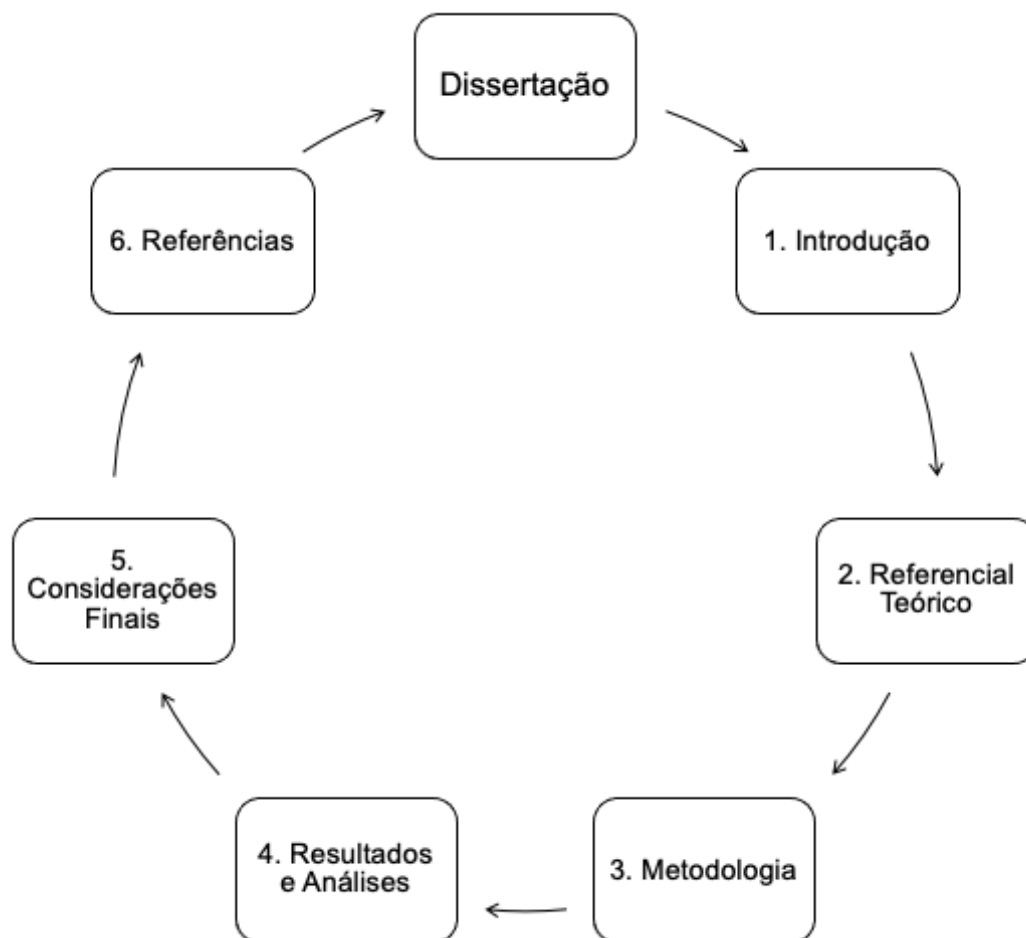 Dissertação
1. Introdução
2. Referencial
Teórico
3. Metodologia
4. Resultados
e Análises
5.
Considerações
Finais
6. Referências